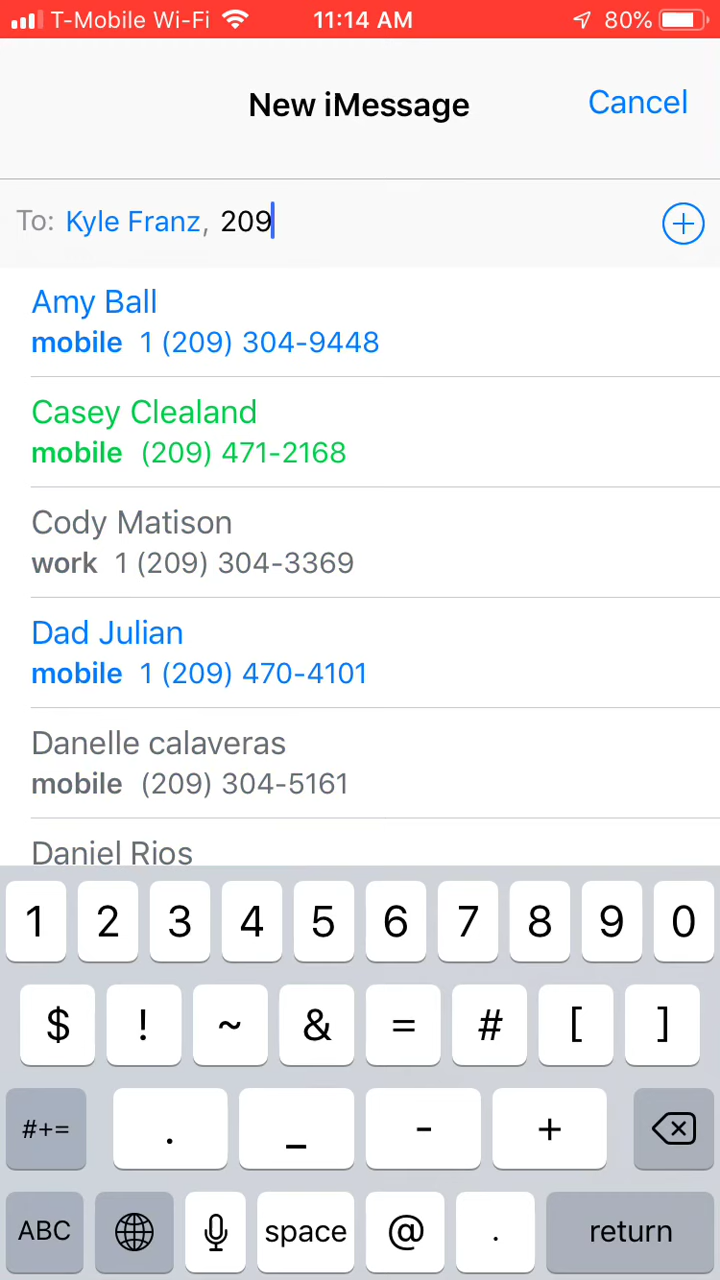 T-Mobile Wi-Fi 11:14 AM 80%
New iMessage Cancel
To: Kyle Franz, 209
Amy Ball
mobile 1 (209) 304-9448
Casey Clealand
mobile (209) 471-2168
Cody Matison
work 1 (209) 304-3369
Dad Julian
mobile 1 (209) 470-4101
Danelle calaveras
mobile (209) 304-5161
Daniel Rios
1 2 3 4 5 6 7 8 9 0
$ ! ~ & = # [ ]
#+= . _ - +
ABC space @ . return